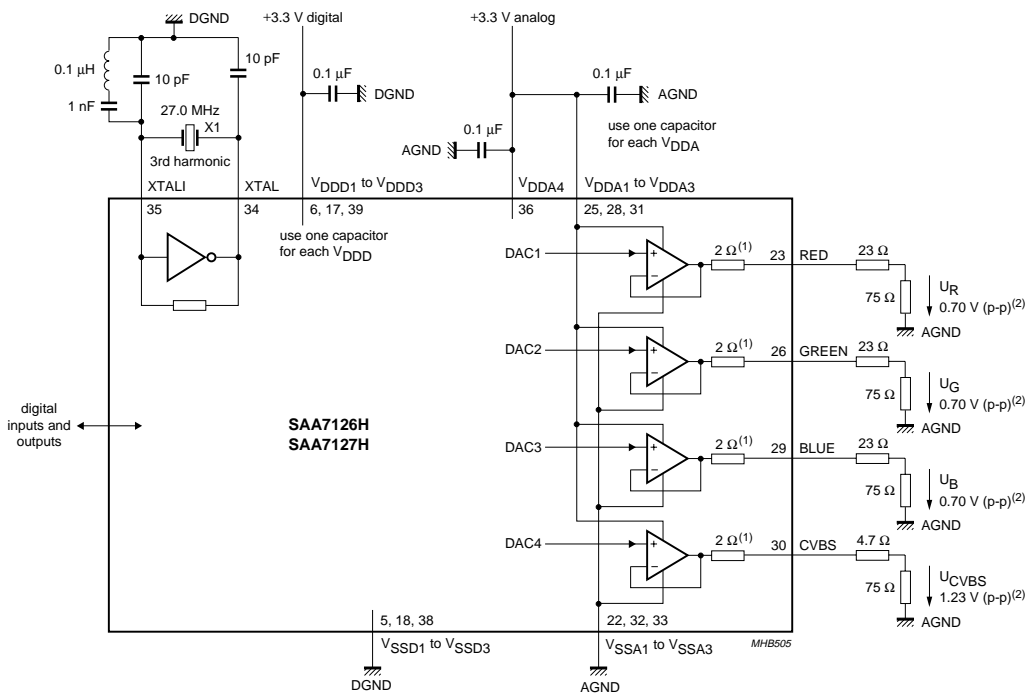 DGND
+3.3 V digital
+3.3 V analog
0.1 µH
10 pF
10 pF
1 nF
27.0 MHz
X1
3rd harmonic
0.1 µF
DGND
0.1 µF
AGND
0.1 µF
AGND
use one capacitor
for each VDDA
XTALI
XTAL
VDDD1 to VDDD3
VDDA4
VDDA1 to VDDA3
35
34
6, 17, 39
36
25, 28, 31
use one capacitor
for each VDDD
DAC1
+
−
2 Ω(1)
23
RED
23 Ω
75 Ω
UR
0.70 V (p-p)(2)
AGND
DAC2
+
−
2 Ω(1)
26
GREEN
23 Ω
75 Ω
UG
0.70 V (p-p)(2)
AGND
digital
inputs and
outputs
SAA7126H
SAA7127H
DAC3
+
−
2 Ω(1)
29
BLUE
23 Ω
75 Ω
UB
0.70 V (p-p)(2)
AGND
DAC4
+
−
2 Ω(1)
30
CVBS
4.7 Ω
75 Ω
UCVBS
1.23 V (p-p)(2)
AGND
5, 18, 38
22, 32, 33
VSSD1 to VSSD3
VSSA1 to VSSA3
MHB505
DGND
AGND